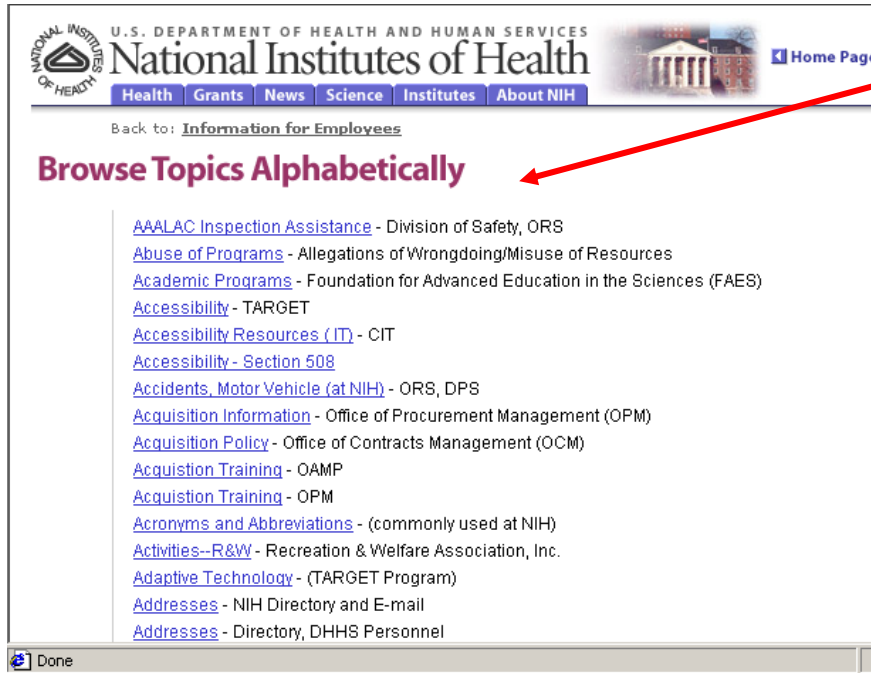 NATIONAL INSTITUTES OF HEALTH
U.S. DEPARTMENT OF HEALTH AND HUMAN SERVICES
National Institutes of Health
Home Page
Health Grants News Science Institutes About NIH
Back to: Information for Employees
Browse Topics Alphabetically
AAALAC Inspection Assistance - Division of Safety, ORS
Abuse of Programs - Allegations of Wrongdoing/Misuse of Resources
Academic Programs - Foundation for Advanced Education in the Sciences (FAES)
Accessibility - TARGET
Accessibility Resources ( IT) - CIT
Accessibility - Section 508
Accidents, Motor Vehicle (at NIH) - ORS, DPS
Acquisition Information - Office of Procurement Management (OPM)
Acquisition Policy - Office of Contracts Management (OCM)
Acquistion Training - OAMP
Acquistion Training - OPM
Acronyms and Abbreviations - (commonly used at NIH)
Activities--R&W - Recreation & Welfare Association, Inc.
Adaptive Technology - (TARGET Program)
Addresses - NIH Directory and E-mail
Addresses - Directory, DHHS Personnel
Done